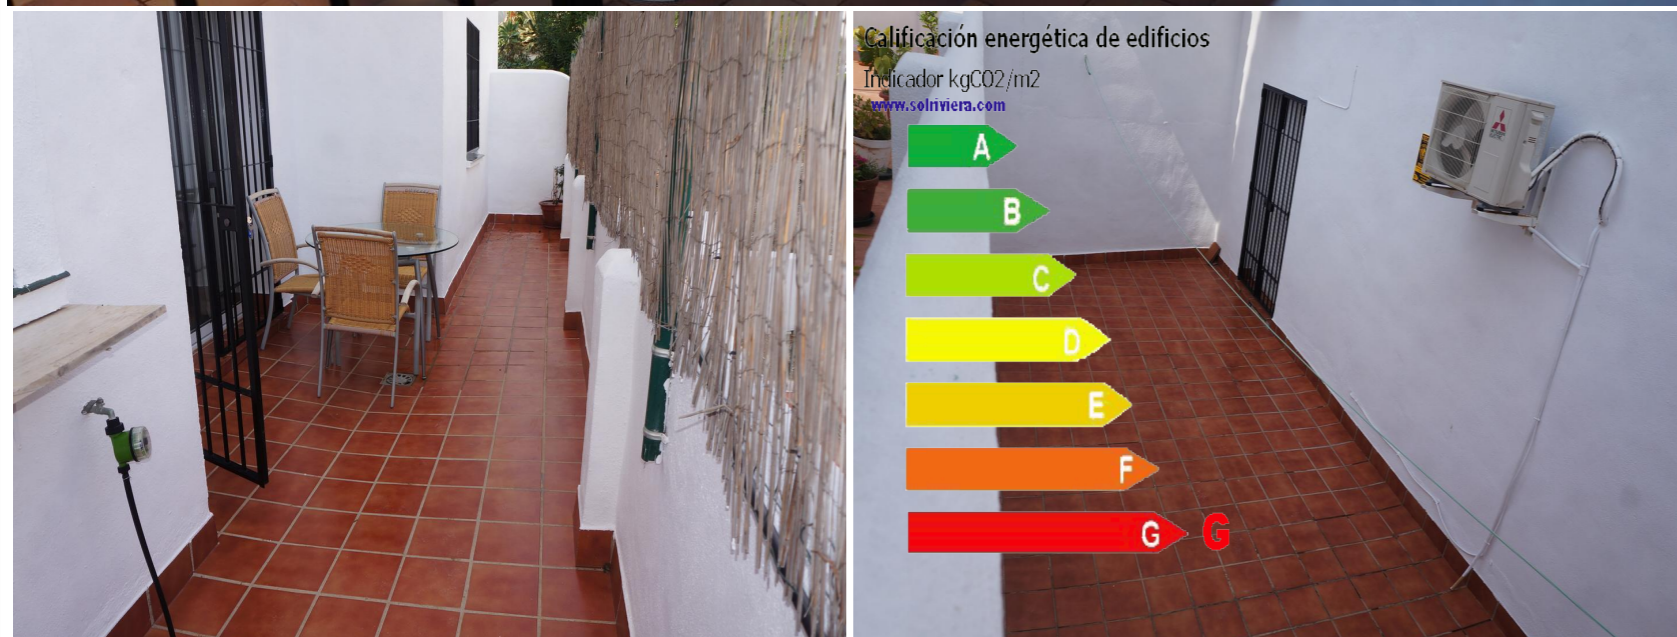 Calificación energética de edificios
Indicador kgCO2/m2
www.solriviera.com
A
B
C
D
E
F
G G